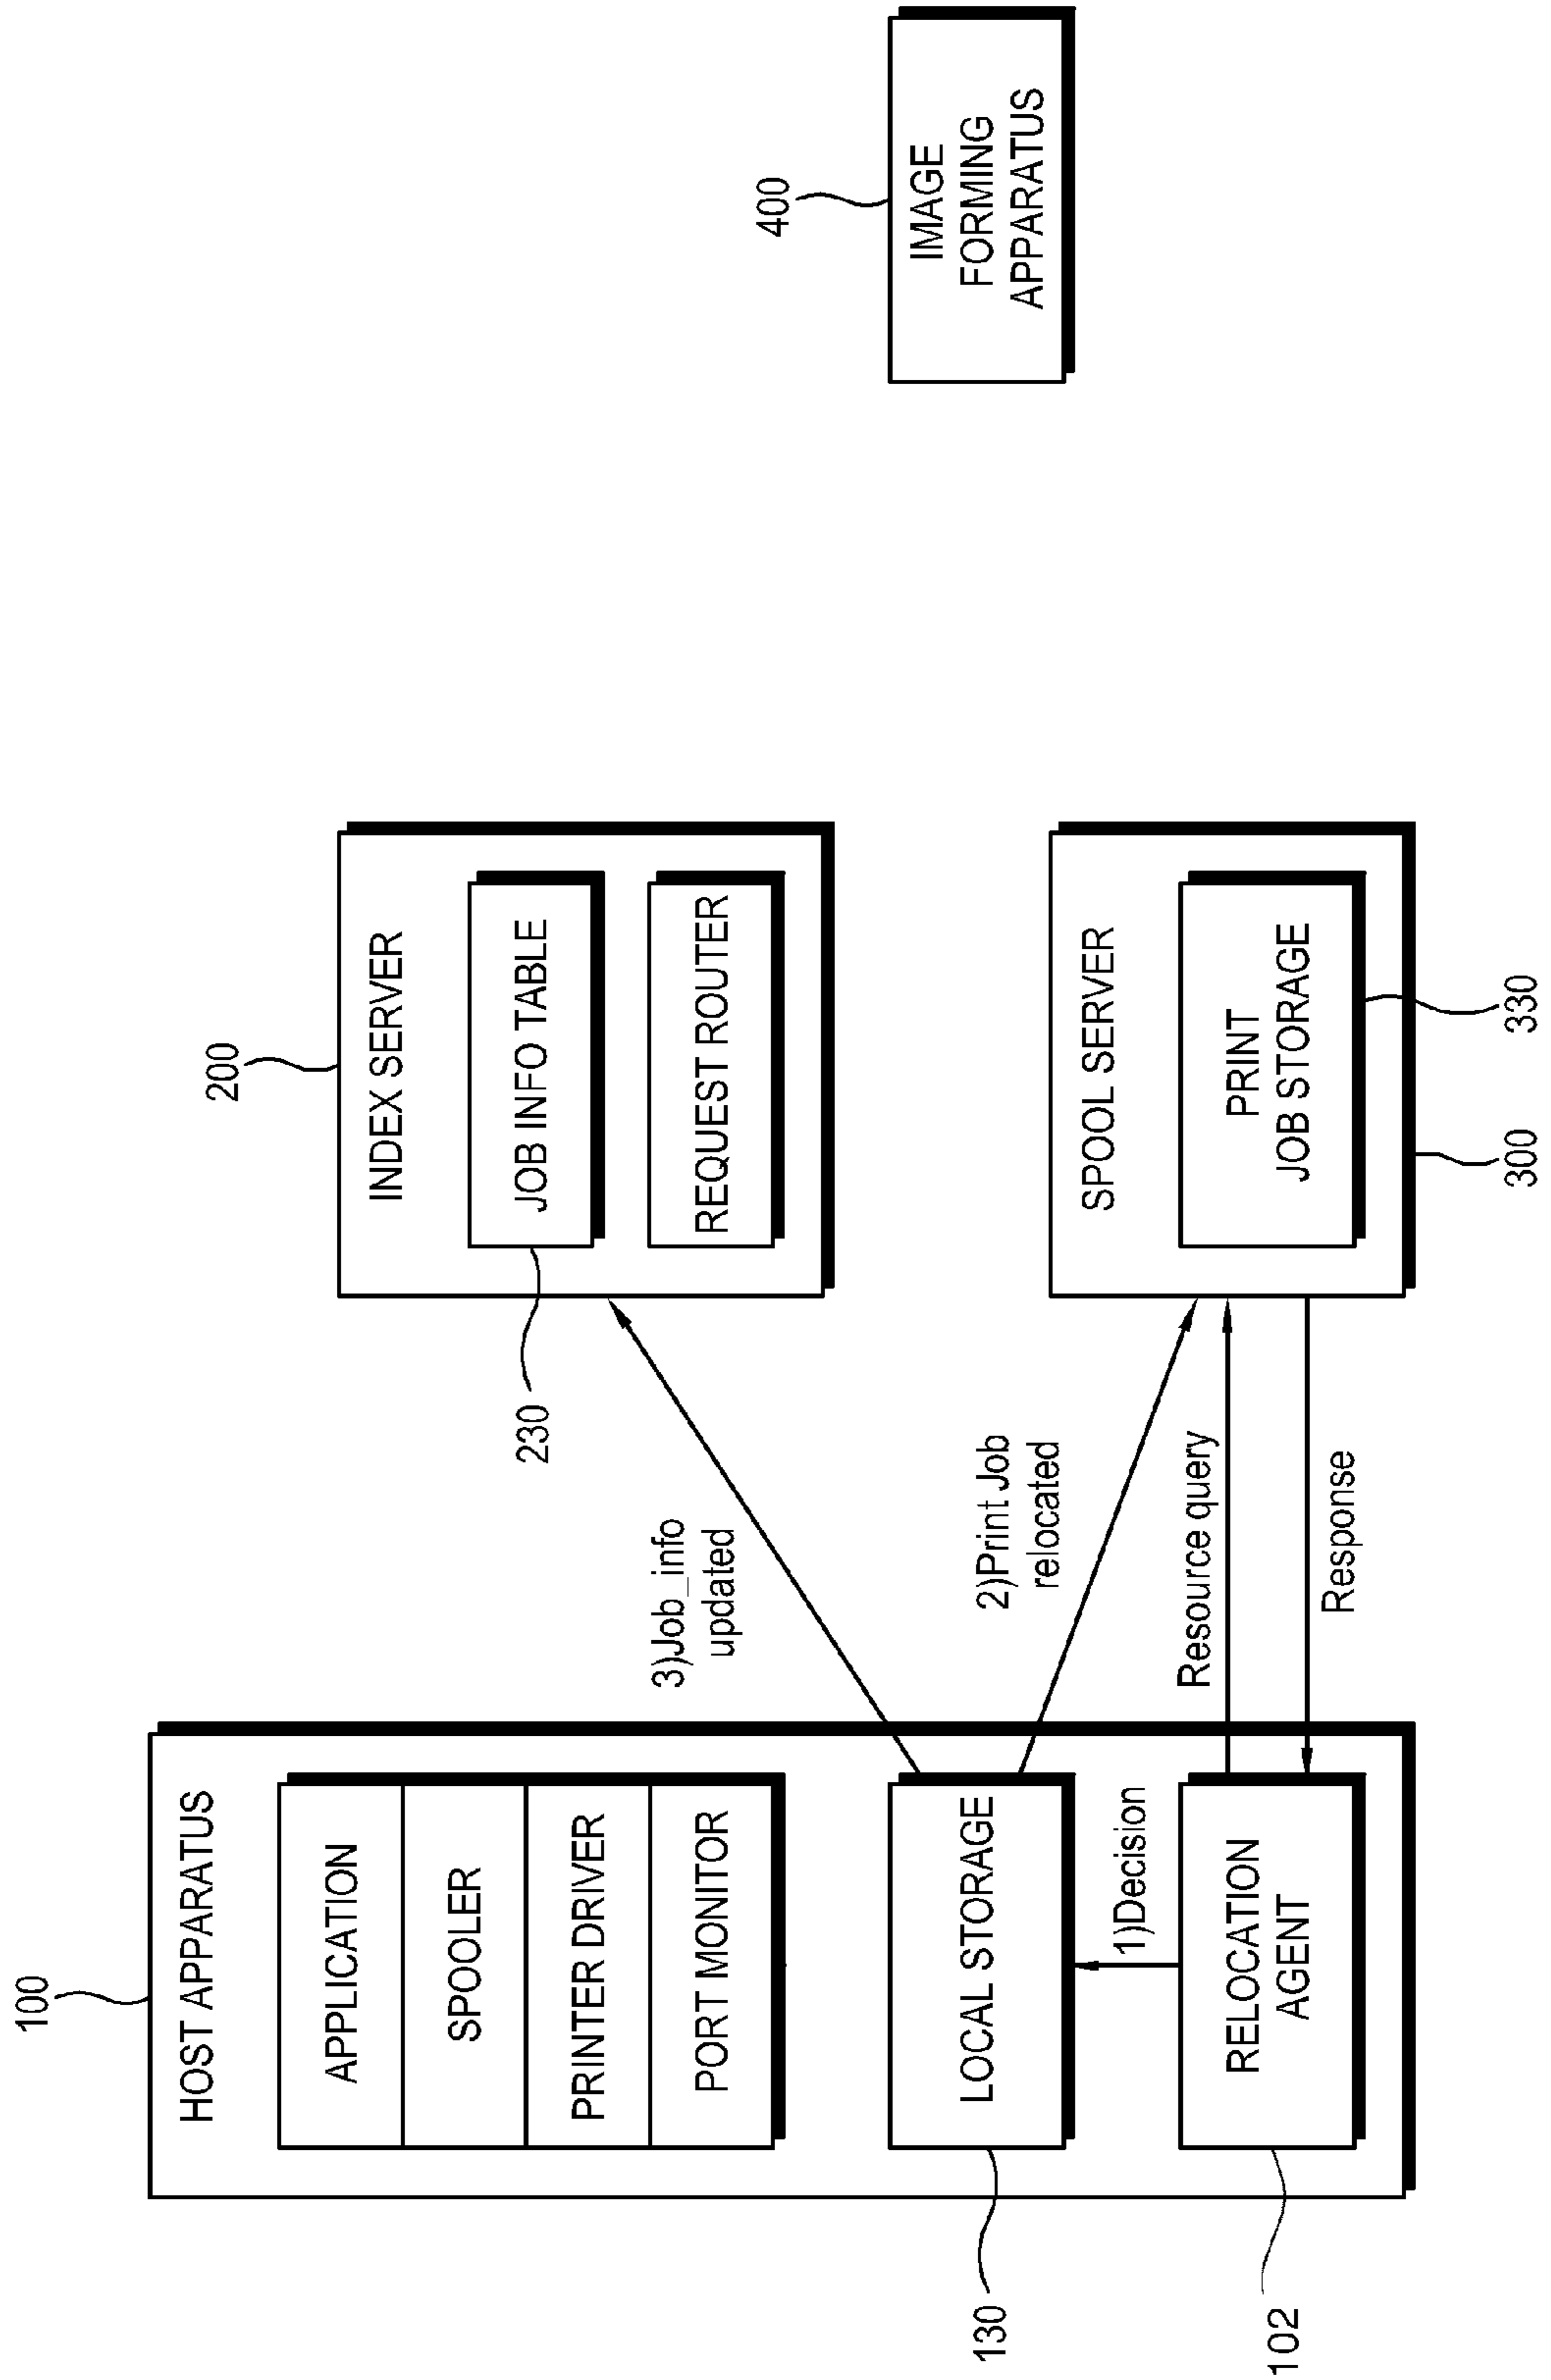 100
HOST APPARATUS
APPLICATION
SPOOLER
PRINTER DRIVER
PORT MONITOR
LOCAL STORAGE
130
1)Decision
RELOCATION
AGENT
102
3)Job_info
updated
2)Print Job
relocated
Resource query
Response
200
INDEX SERVER
JOB INFO TABLE
230
REQUEST ROUTER
SPOOL SERVER
PRINT
JOB STORAGE
300
330
400
IMAGE
FORMING
APPARATUS